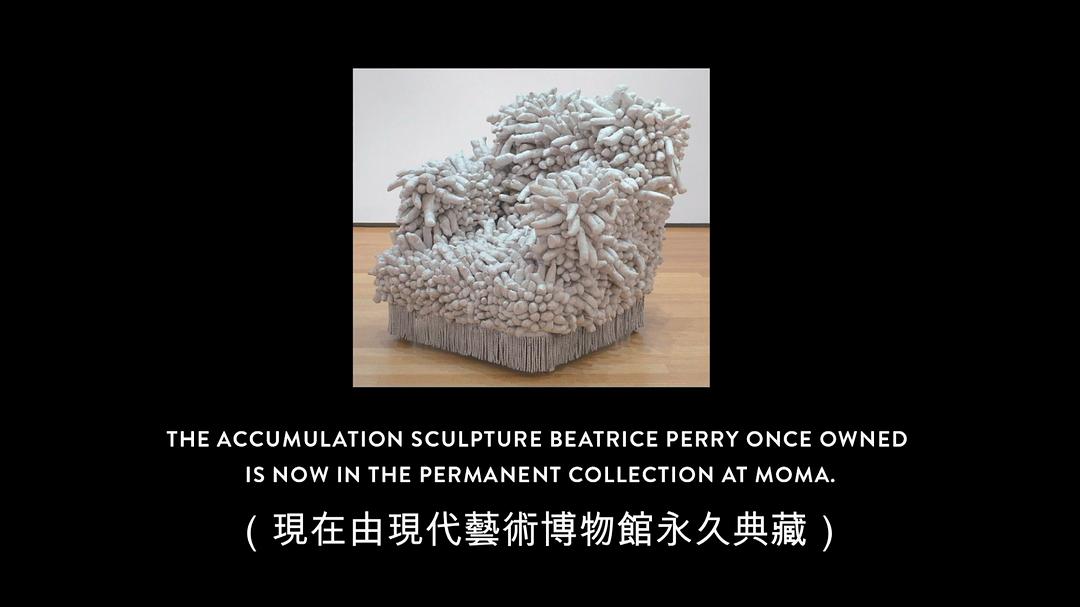 THE ACCUMULATION SCULPTURE BEATRICE PERRY ONCE OWNED
IS NOW IN THE PERMANENT COLLECTION AT MOMA.
（現在由現代藝術博物館永久典藏）